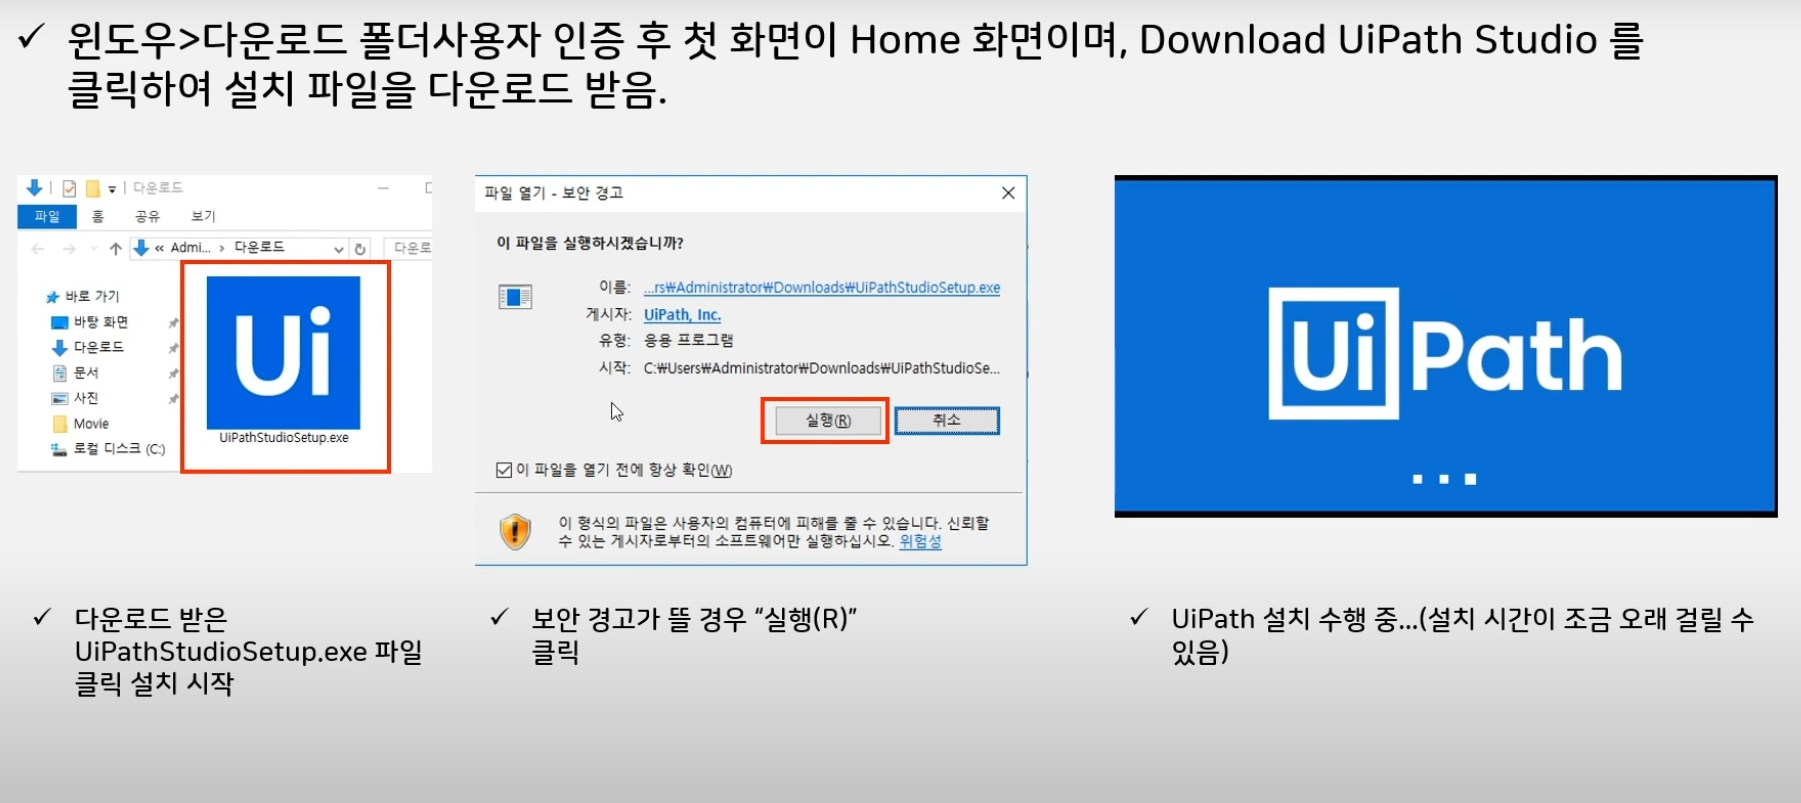 ✓ 윈도우>다운로드 폴더사용자 인증 후 첫 화면이 Home 화면이며, Download UiPath Studio 를
클릭하여 설치 파일을 다운로드 받음.
다운로드
파일 홈 공유 보기
« Admi... › 다운로드
다운로
바로 가기
바탕 화면
다운로드
문서
사진
Movie
로컬 디스크 (C:)
Ui
UiPathStudioSetup.exe
파일 열기 - 보안 경고
이 파일을 실행하시겠습니까?
이름: ...rs₩Administrator₩Downloads₩UiPathStudioSetup.exe
게시자: UiPath, Inc.
유형: 응용 프로그램
시작: C:₩Users₩Administrator₩Downloads₩UiPathStudioSe...
실행(R) 취소
이 파일을 열기 전에 항상 확인(W)
이 형식의 파일은 사용자의 컴퓨터에 피해를 줄 수 있습니다. 신뢰할
수 있는 게시자로부터의 소프트웨어만 실행하십시오. 위험성
UiPath
...
✓ 다운로드 받은
UiPathStudioSetup.exe 파일
클릭 설치 시작
✓ 보안 경고가 뜰 경우 “실행(R)”
클릭
✓ UiPath 설치 수행 중...(설치 시간이 조금 오래 걸릴 수
있음)